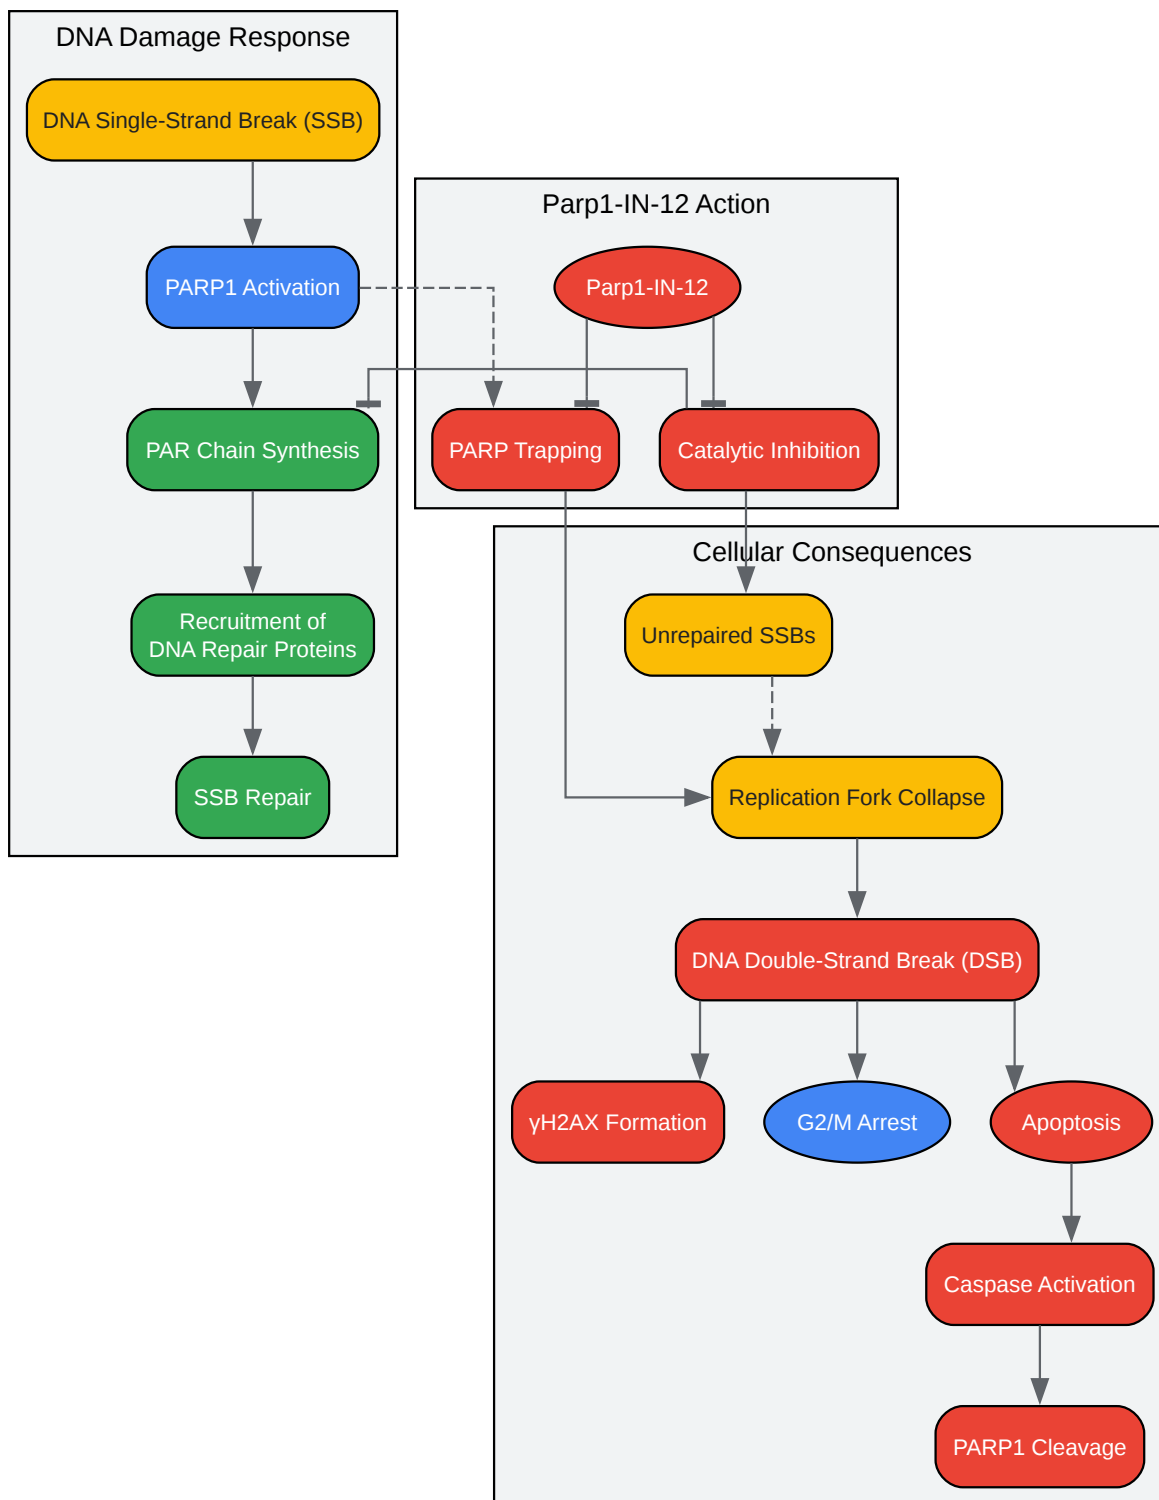 DNA Damage Response
DNA Single-Strand Break (SSB)
PARP1 Activation
PAR Chain Synthesis
Recruitment of
DNA Repair Proteins
SSB Repair
Parp1-IN-12 Action
Parp1-IN-12
PARP Trapping
Catalytic Inhibition
Cellular Consequences
Unrepaired SSBs
Replication Fork Collapse
DNA Double-Strand Break (DSB)
γH2AX Formation
G2/M Arrest
Apoptosis
Caspase Activation
PARP1 Cleavage